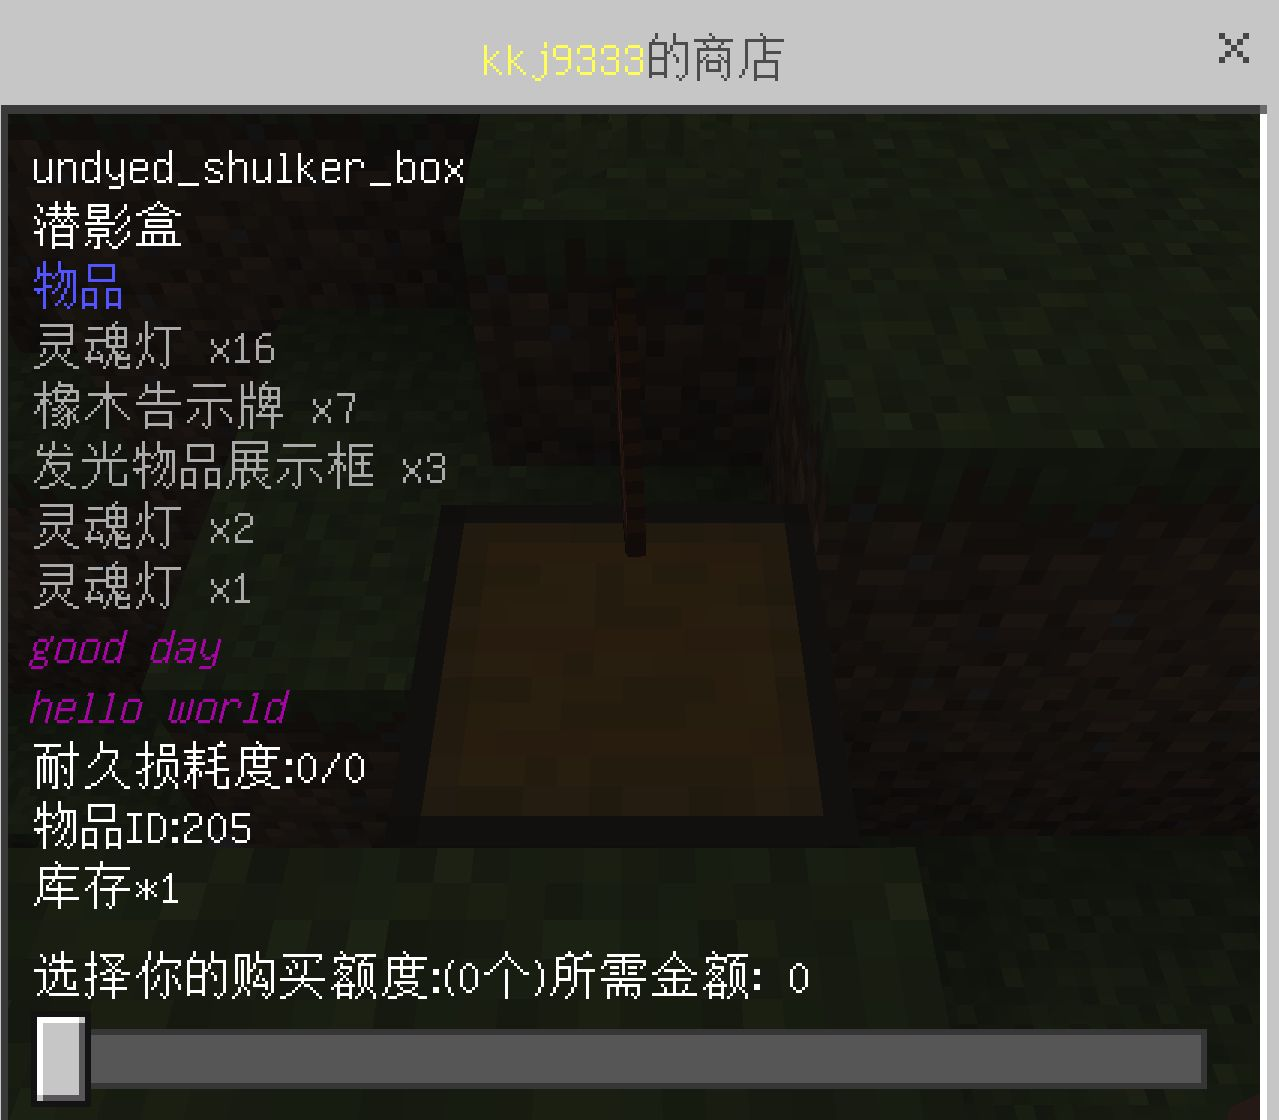 kkj9333的商店
undyed_shulker_box
潜影盒
物品
灵魂灯 x16
橡木告示牌 x7
发光物品展示框 x3
灵魂灯 x2
灵魂灯 x1
good day
hello world
耐久损耗度:0/0
物品ID:205
库存*1
选择你的购买额度:(0个)所需金额: 0